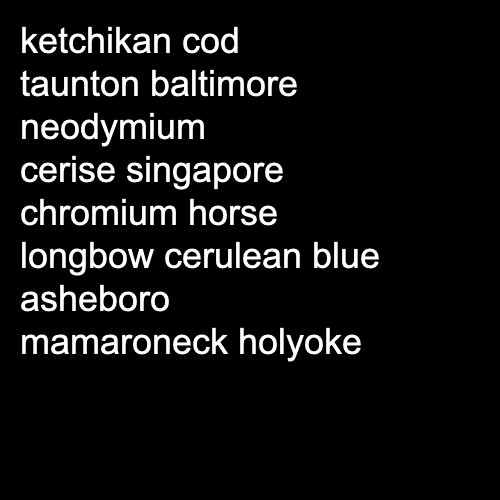 ketchikan cod
taunton baltimore
neodymium
cerise singapore
chromium horse
longbow cerulean blue
asheboro
mamaroneck holyoke